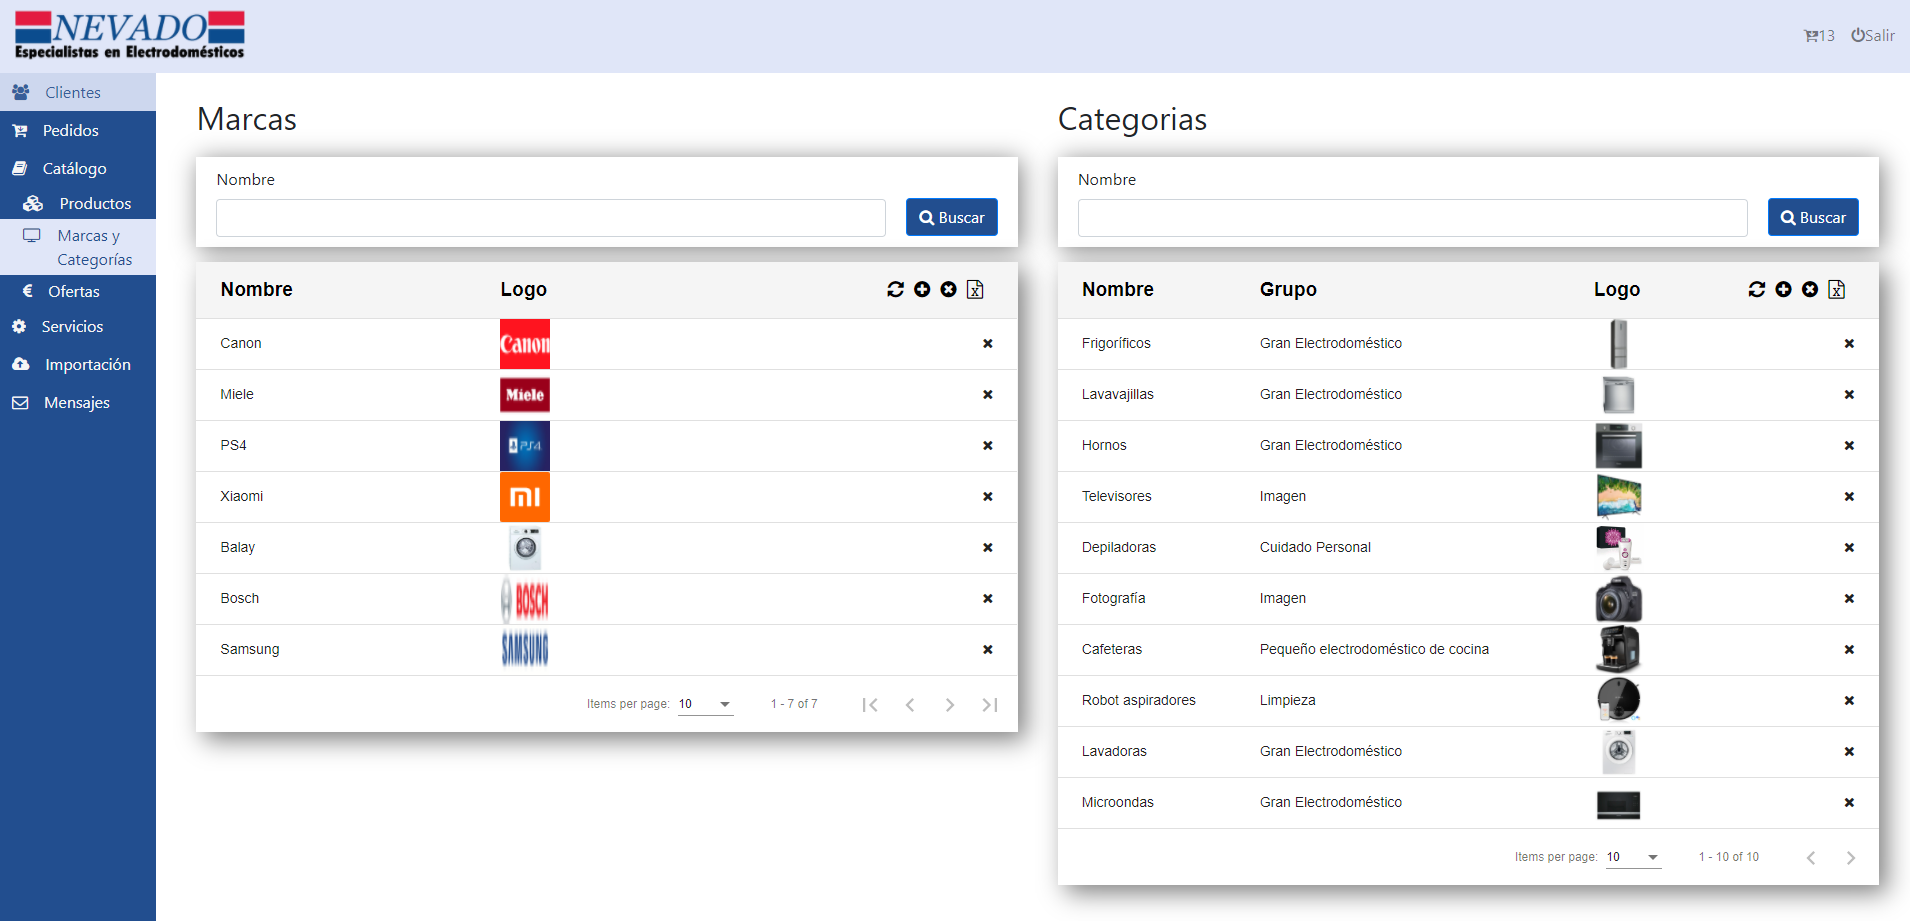 NEVADO
Especialistas en Electrodomésticos
13 Salir
Clientes
Pedidos
Catálogo
Productos
Marcas y
Categorías
Ofertas
Servicios
Importación
Mensajes
Marcas
Nombre
Buscar
Nombre Logo
Canon Canon
Miele Miele
PS4 PS4
Xiaomi mi
Balay
Bosch BOSCH
Samsung SAMSUNG
Items per page: 10 1 - 7 of 7
Categorias
Nombre
Buscar
Nombre Grupo Logo
Frigoríficos Gran Electrodoméstico
Lavavajillas Gran Electrodoméstico
Hornos Gran Electrodoméstico
Televisores Imagen
Depiladoras Cuidado Personal
Fotografía Imagen
Cafeteras Pequeño electrodoméstico de cocina
Robot aspiradores Limpieza
Lavadoras Gran Electrodoméstico
Microondas Gran Electrodoméstico
Items per page: 10 1 - 10 of 10